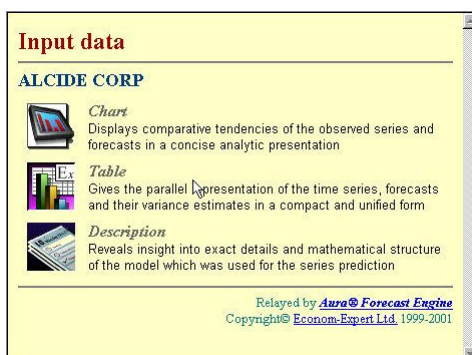 Input data
ALCIDE CORP
Chart
Displays comparative tendencies of the observed series and
forecasts in a concise analytic presentation
Ex
Table
Gives the parallel representation of the time series, forecasts
and their variance estimates in a compact and unified form
Description
Reveals insight into exact details and mathematical structure
of the model which was used for the series prediction
Relayed by Aura® Forecast Engine
Copyright© Econom-Expert Ltd. 1999-2001